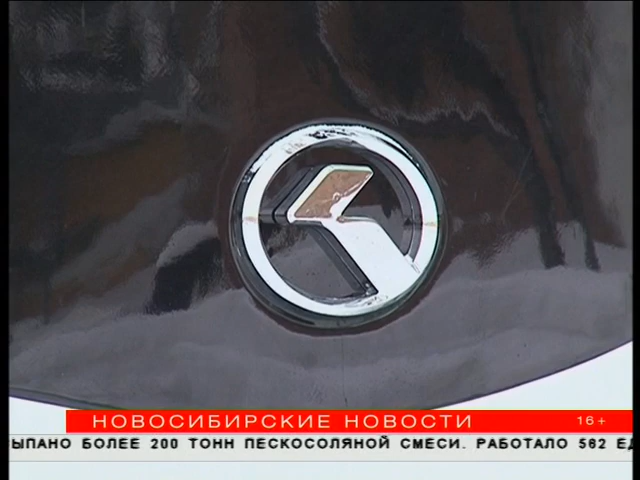 НОВОСИБИРСКИЕ НОВОСТИ 16+
ЫПАНО БОЛЕЕ 200 ТОНН ПЕСКОСОЛЯНОЙ СМЕСИ. РАБОТАЛО 562 ЕД